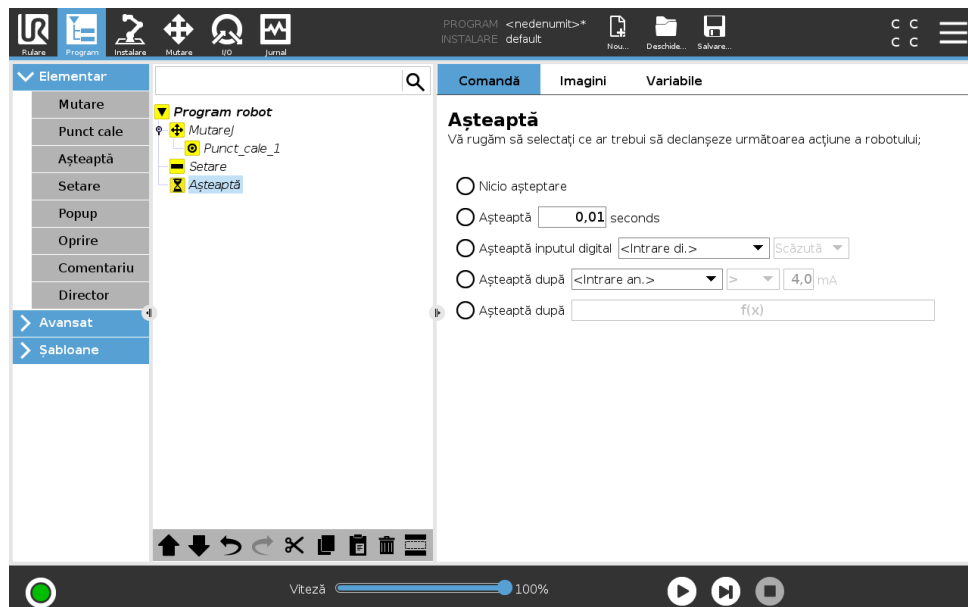 UR
Rulare
Program
Instalare
Mutare
I/O
Jurnal
PROGRAM <nedenumit>*
INSTALARE default
Nou...
Deschide...
Salvare...
C C
C C
Elementar
Mutare
Punct cale
Așteaptă
Setare
Popup
Oprire
Comentariu
Director
Avansat
Șabloane
Program robot
MutareJ
Punct_cale_1
Setare
Așteaptă
Comandă Imagini Variabile
Așteaptă
Vă rugăm să selectați ce ar trebui să declanșeze următoarea acțiune a robotului;
Nicio așteptare
Așteaptă 0,01 seconds
Așteaptă inputul digital <Intrare di.> Scăzută
Așteaptă după <Intrare an.> > 4,0 mA
Așteaptă după f(x)
Viteză 100%